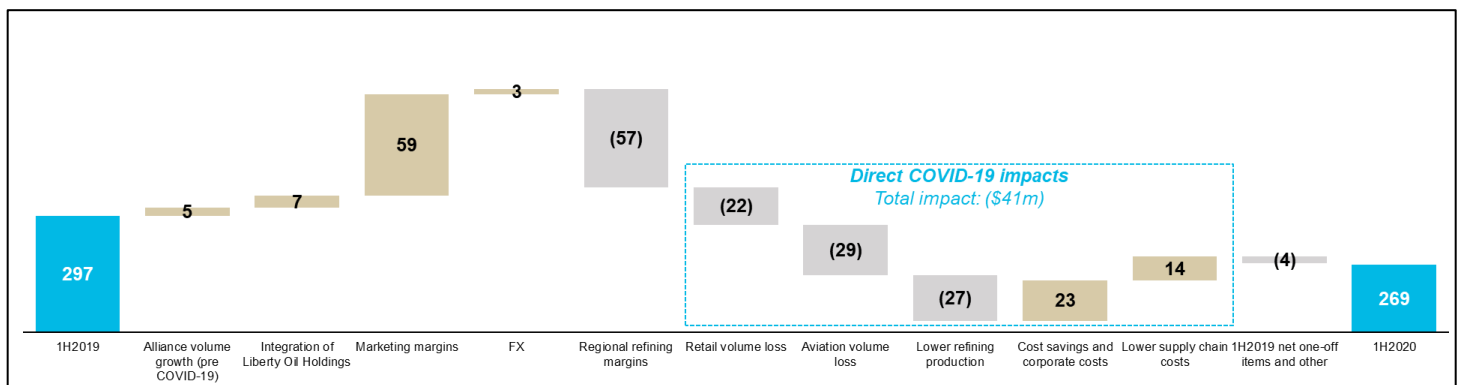 3
59
(57)
Direct COVID-19 impacts
Total impact: ($41m)
7
5
(22)
(29)
14
(4)
297
(27)
23
269
1H2019
Alliance volume
growth (pre
COVID-19)
Integration of
Liberty Oil Holdings
Marketing margins
FX
Regional refining
margins
Retail volume loss
Aviation volume
loss
Lower refining
production
Cost savings and
corporate costs
Lower supply chain
costs
1H2019 net one-off
items and other
1H2020